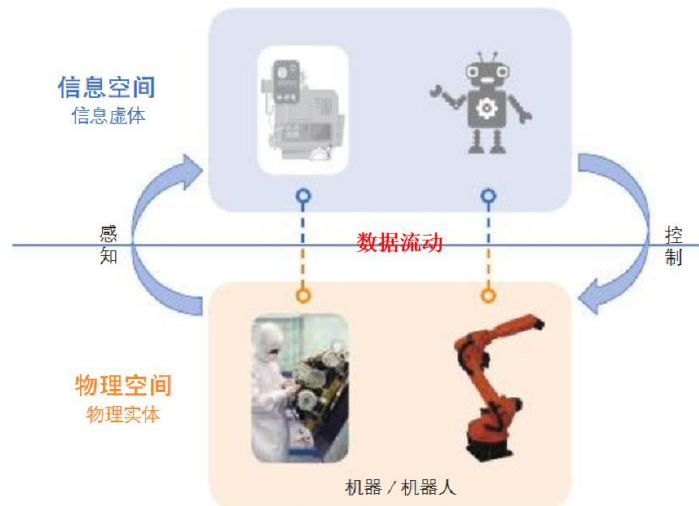 信息空间
信息虚体
感知
数据流动
控制
物理空间
物理实体
机器 / 机器人